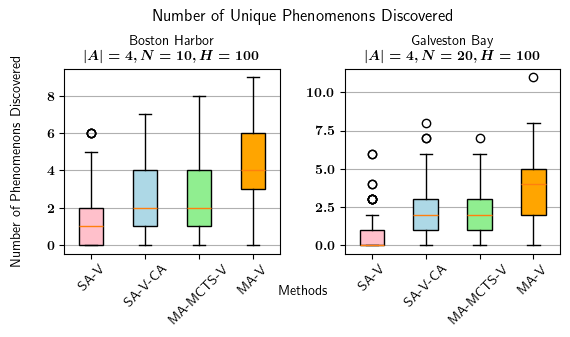 Number of Unique Phenomenons Discovered
Boston Harbor
|A| = 4, N = 10, H = 100
Galveston Bay
|A| = 4, N = 20, H = 100
Number of Phenomenons Discovered
8
6
4
2
0
10.0
7.5
5.0
2.5
0.0
SA-V
SA-V-CA
MA-MCTS-V
MA-V
SA-V
SA-V-CA
MA-MCTS-V
MA-V
Methods